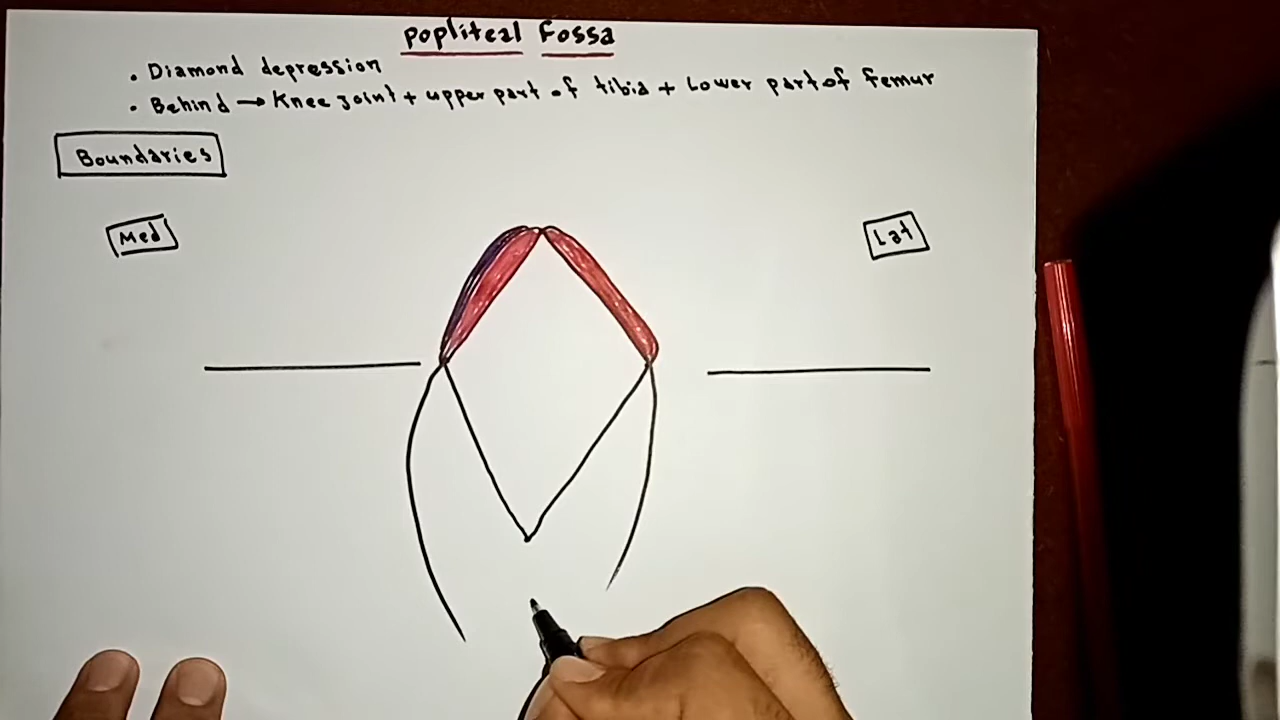 popliteal Fossa
• Diamond depression
• Behind → Knee joint + upper part of tibia + Lower part of Femur
Boundaries
Med
Lat